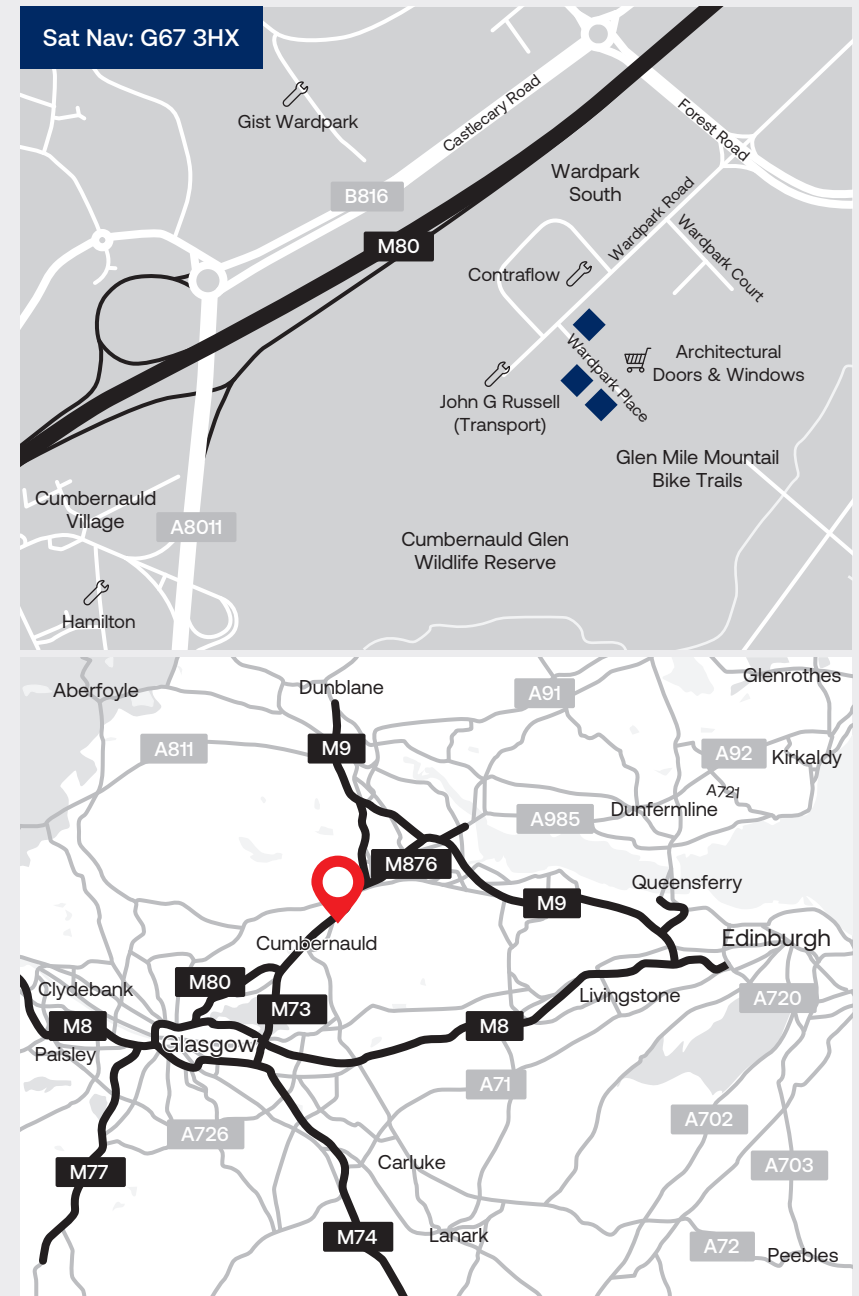 Sat Nav: G67 3HX
Gist Wardpark
Castlecary Road
Forest Road
B816
Wardpark
South
M80
Wardpark Road
Wardpark Court
Contraflow
Wardpark Place
Architectural
Doors & Windows
John G Russell
(Transport)
Glen Mile Mountain
Bike Trails
Cumbernauld
Village
A8011
Cumbernauld Glen
Wildlife Reserve
Hamilton
Aberfoyle
Dunblane
A91
Glenrothes
A811
M9
A92
Kirkaldy
A721
A985
Dunfermline
M876
Queensferry
M9
Cumbernauld
Edinburgh
M80
Clydebank
M73
Livingstone
A720
M8
M8
Glasgow
Paisley
A71
A702
A726
Carluke
A703
M77
M74
Lanark
A72
Peebles